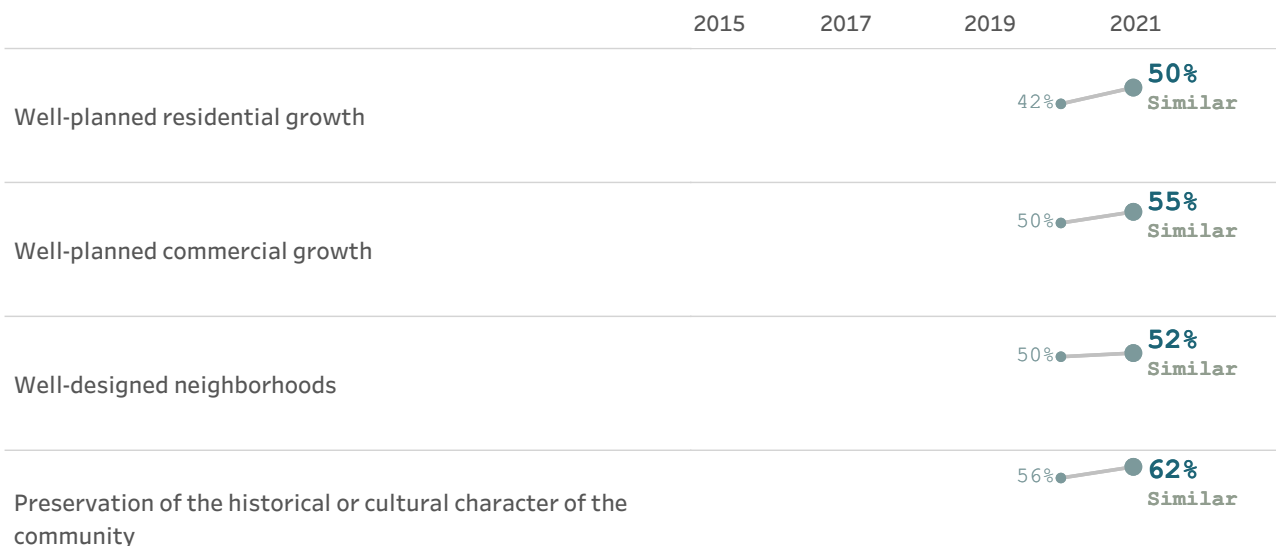 2015 2017 2019 2021
50%
42%
Similar
Well-planned residential growth
55%
50%
Similar
Well-planned commercial growth
52%
50%
Similar
Well-designed neighborhoods
62%
56%
Similar
Preservation of the historical or cultural character of the
community